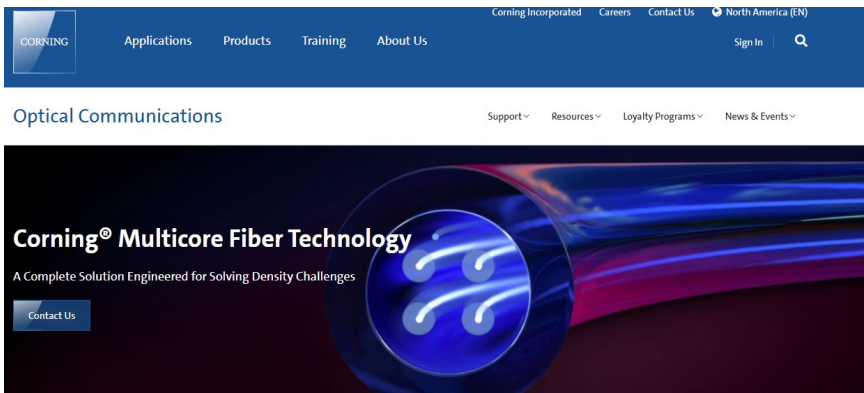 Corning Incorporated Careers Contact Us North America (EN)
CORNING Applications Products Training About Us Sign In
Optical Communications Support Resources Loyalty Programs News & Events
Corning® Multicore Fiber Technology
A Complete Solution Engineered for Solving Density Challenges
Contact Us